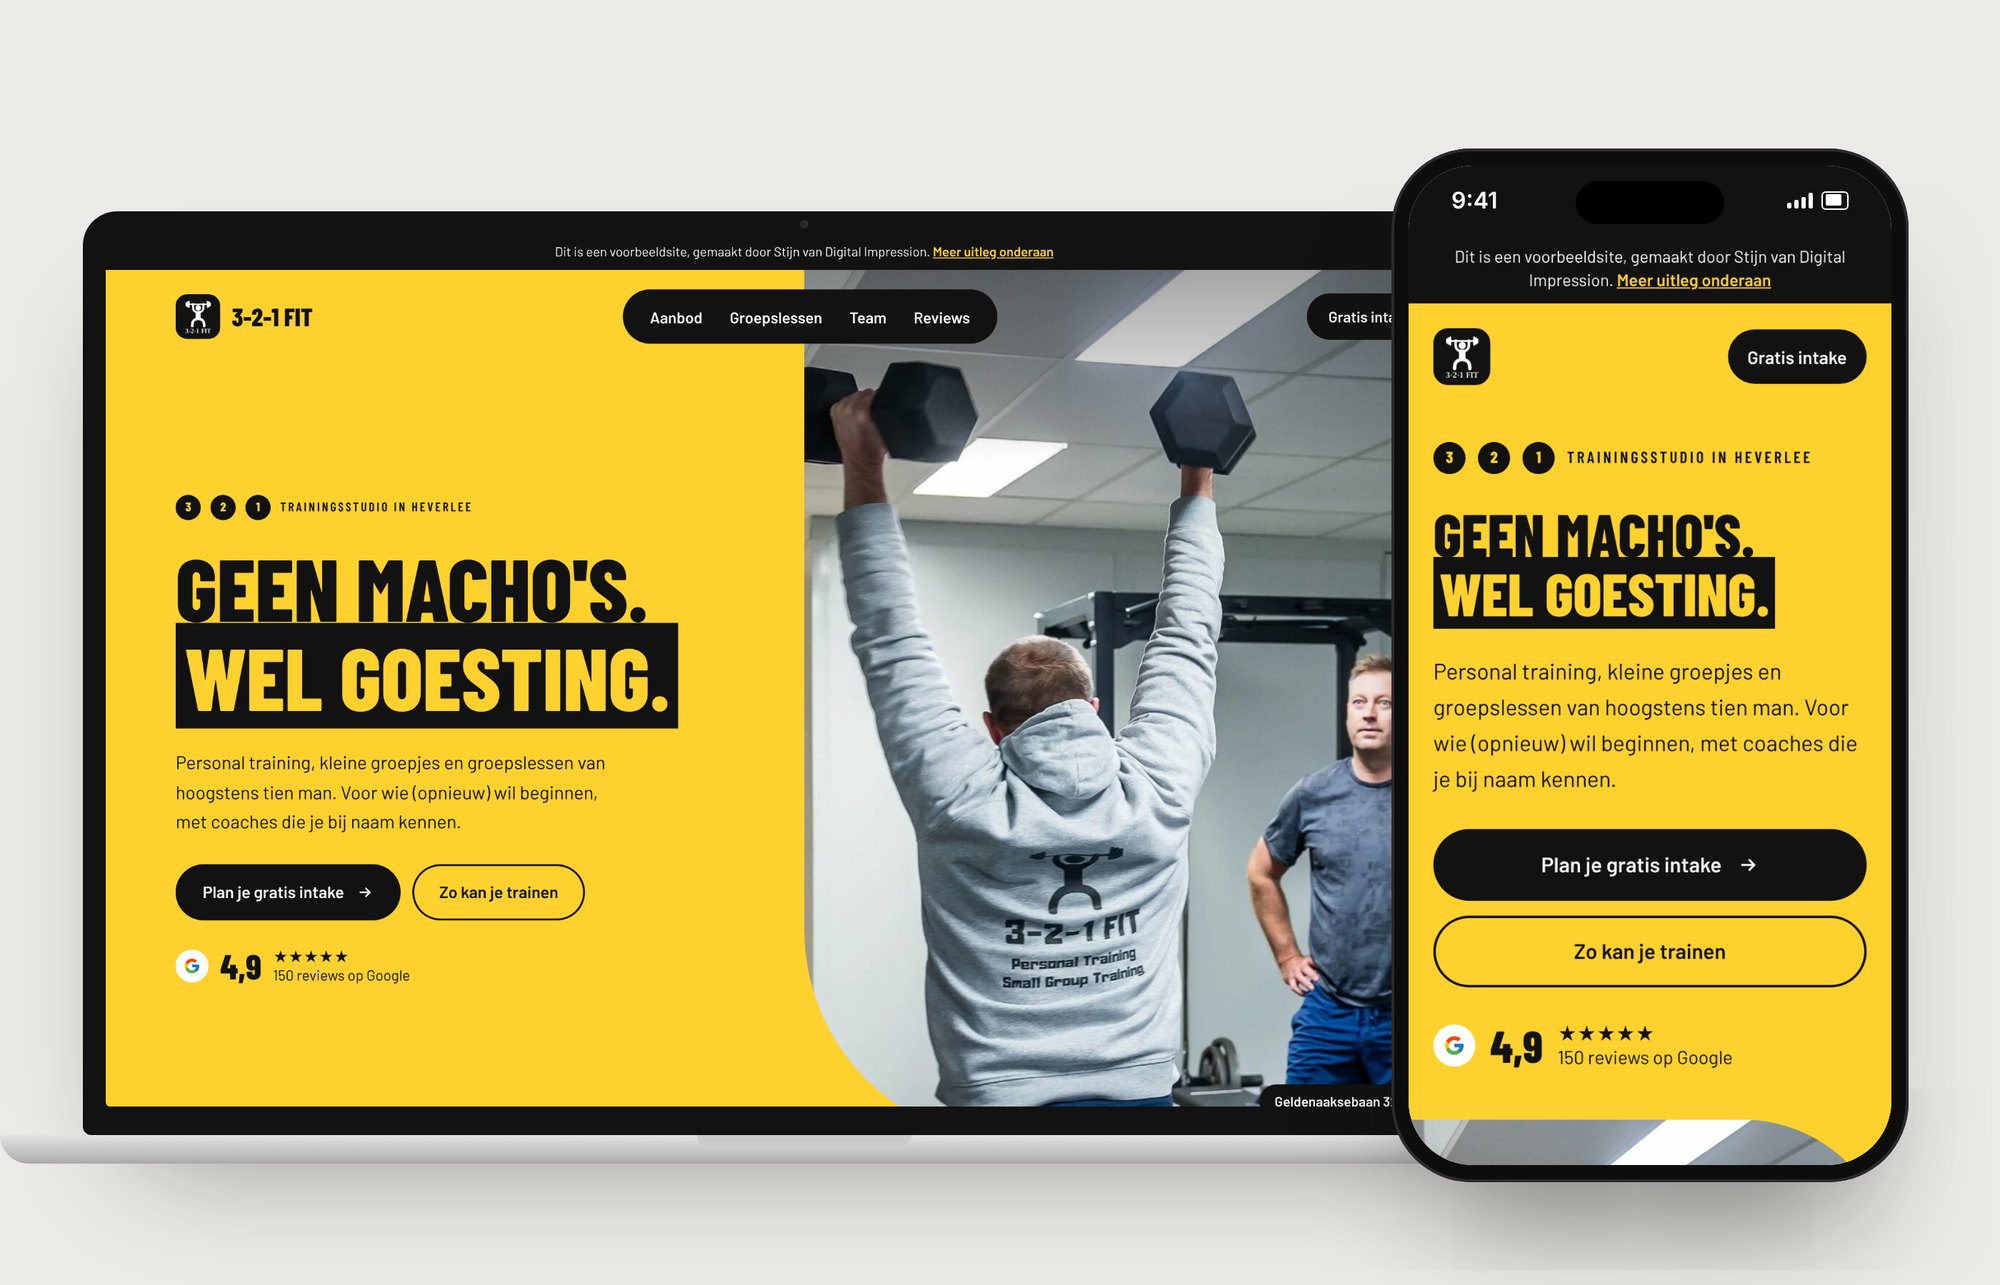 Dit is een voorbeeldsite, gemaakt door Stijn van Digital Impression. Meer uitleg onderaan
3-2-1 FIT
3-2-1 FIT
Aanbod
Groepslessen
Team
Reviews
Gratis
3 2 1 TRAININGSSTUDIO IN HEVERLEE
GEEN MACHO'S.
WEL GOESTING.
Personal training, kleine groepjes en groepslessen van
hoogstens tien man. Voor wie (opnieuw) wil beginnen,
met coaches die je bij naam kennen.
Plan je gratis intake →
Zo kan je trainen
G 4,9 ★★★★★
150 reviews op Google
3-2-1 FIT
Personal Training
Small Group Training
Geldenaaksebaan
9:41
Dit is een voorbeeldsite, gemaakt door Stijn van Digital
Impression. Meer uitleg onderaan
3-2-1 FIT
Gratis intake
3 2 1 TRAININGSSTUDIO IN HEVERLEE
GEEN MACHO'S.
WEL GOESTING.
Personal training, kleine groepjes en
groepslessen van hoogstens tien man. Voor
wie (opnieuw) wil beginnen, met coaches die
je bij naam kennen.
Plan je gratis intake →
Zo kan je trainen
G 4,9 ★★★★★
150 reviews op Google